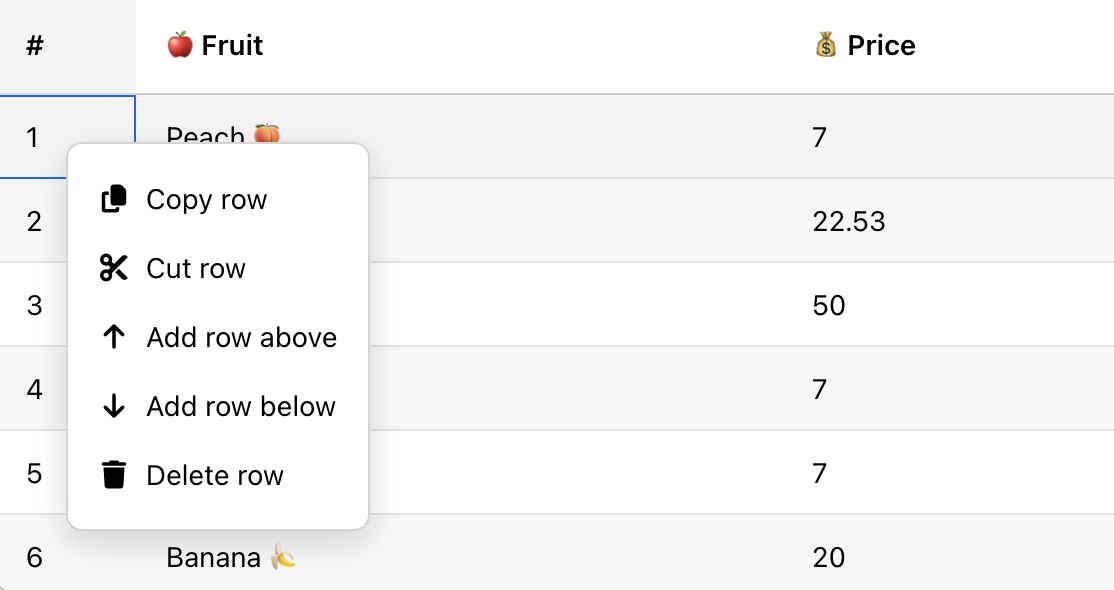 # 🍎 Fruit 💰 Price
1 Peach 🍑 7
Copy row
2 22.53
Cut row
3 50
Add row above
4 7
Add row below
5 7
Delete row
6 Banana 🍌 20